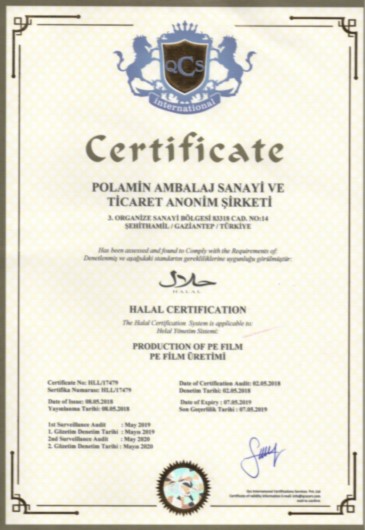 QCS
International
Certificate
POLAMİN AMBALAJ SANAYİ VE
TİCARET ANONİM ŞİRKETİ
3. ORGANİZE SANAYİ BÖLGESİ CAD. NO:14
ŞEHİTKAMİL / GAZİANTEP / TÜRKİYE
Has been assessed and found to Comply with the Requirements of:
Denetlenmiş ve aşağıdaki standardın gerekliliklerine uygunluğu görülmüştür:
حلال
HALAL
HALAL CERTIFICATION
The Halal Certification System is applicable to:
Helal Yönetim Sistemi:
PRODUCTION OF PE FILM
PE FİLM ÜRETİMİ
Certificate No: HLL/17479
Sertifika Numarası: HLL/17479
Date of Certification Audit: 02.05.2018
Denetim Tarihi: 02.05.2018
Date of Issue: 08.05.2018
Yayınlanma Tarihi: 08.05.2018
Date of Expiry : 07.05.2019
Son Geçerlilik Tarihi : 07.05.2019
1st Surveillance Audit : May 2019
1. Gözetim Denetim Tarihi : Mayıs 2019
2nd Surveillance Audit : May 2020
2. Gözetim Denetim Tarihi : Mayıs 2020